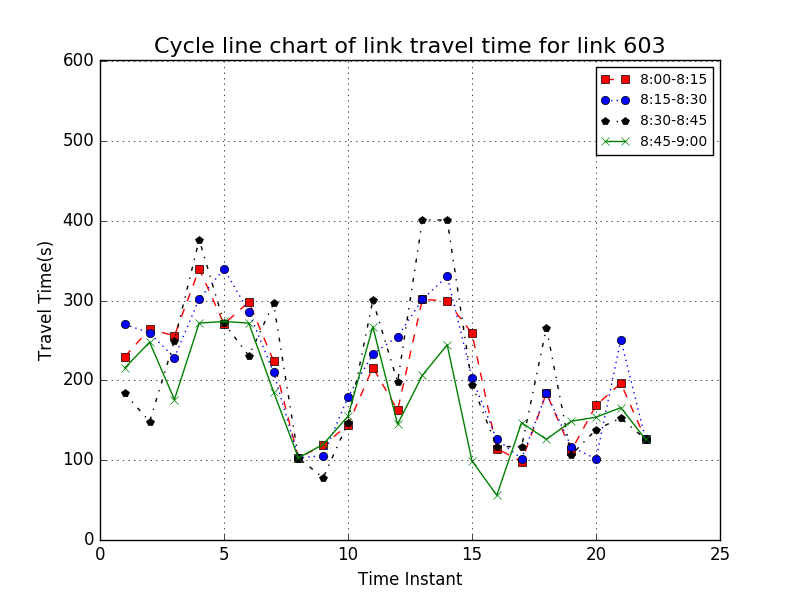 Cycle line chart of link travel time for link 603
600
500
400
300
200
100
0
0 5 10 15 20 25
Travel Time(s)
Time Instant
8:00-8:15
8:15-8:30
8:30-8:45
8:45-9:00